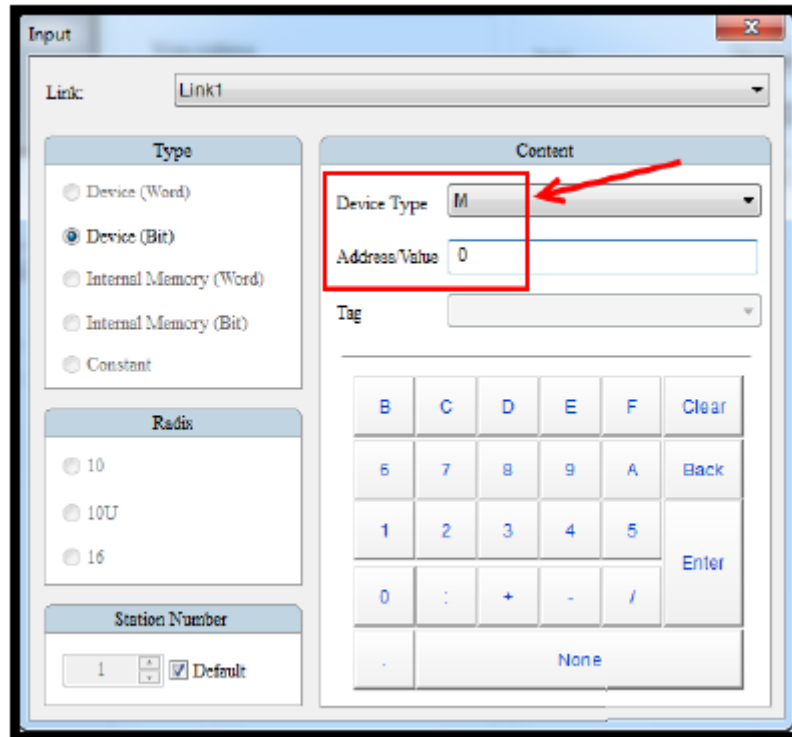 Input
Link:
Link1
Type
Device (Word)
Device (Bit)
Internal Memory (Word)
Internal Memory (Bit)
Constant
Radix
10
10U
16
Station Number
1
Default
Content
Device Type
M
Address/Value
0
Tag
B C D E F Clear
6 7 8 9 A Back
1 2 3 4 5 Enter
0 : + - /
. None